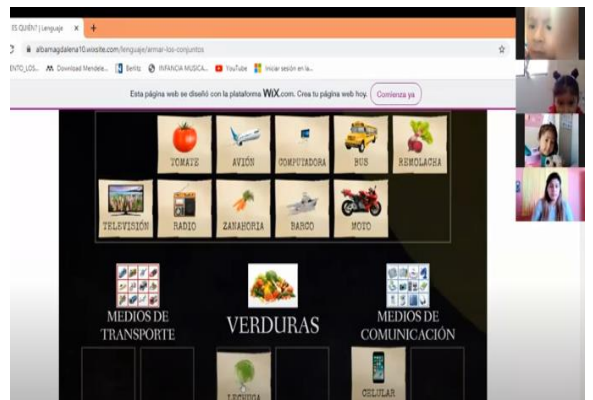 ES QUIÉN? | Lenguaje
albamagdalena10.wixsite.com/lenguaje/armar-los-conjuntos
ENTO_LOS... Download Mendele... Berlitz INFANCIA MUSICA... YouTube Iniciar sesión en la...
Esta página web se diseñó con la plataforma WiX.com. Crea tu página web hoy. Comienza ya
TOMATE AVIÓN COMPUTADORA BUS REMOLACHA
TELEVISIÓN RADIO ZANAHORIA BARCO MOTO
MEDIOS DE TRANSPORTE
VERDURAS
MEDIOS DE COMUNICACIÓN
LECHUGA CELULAR